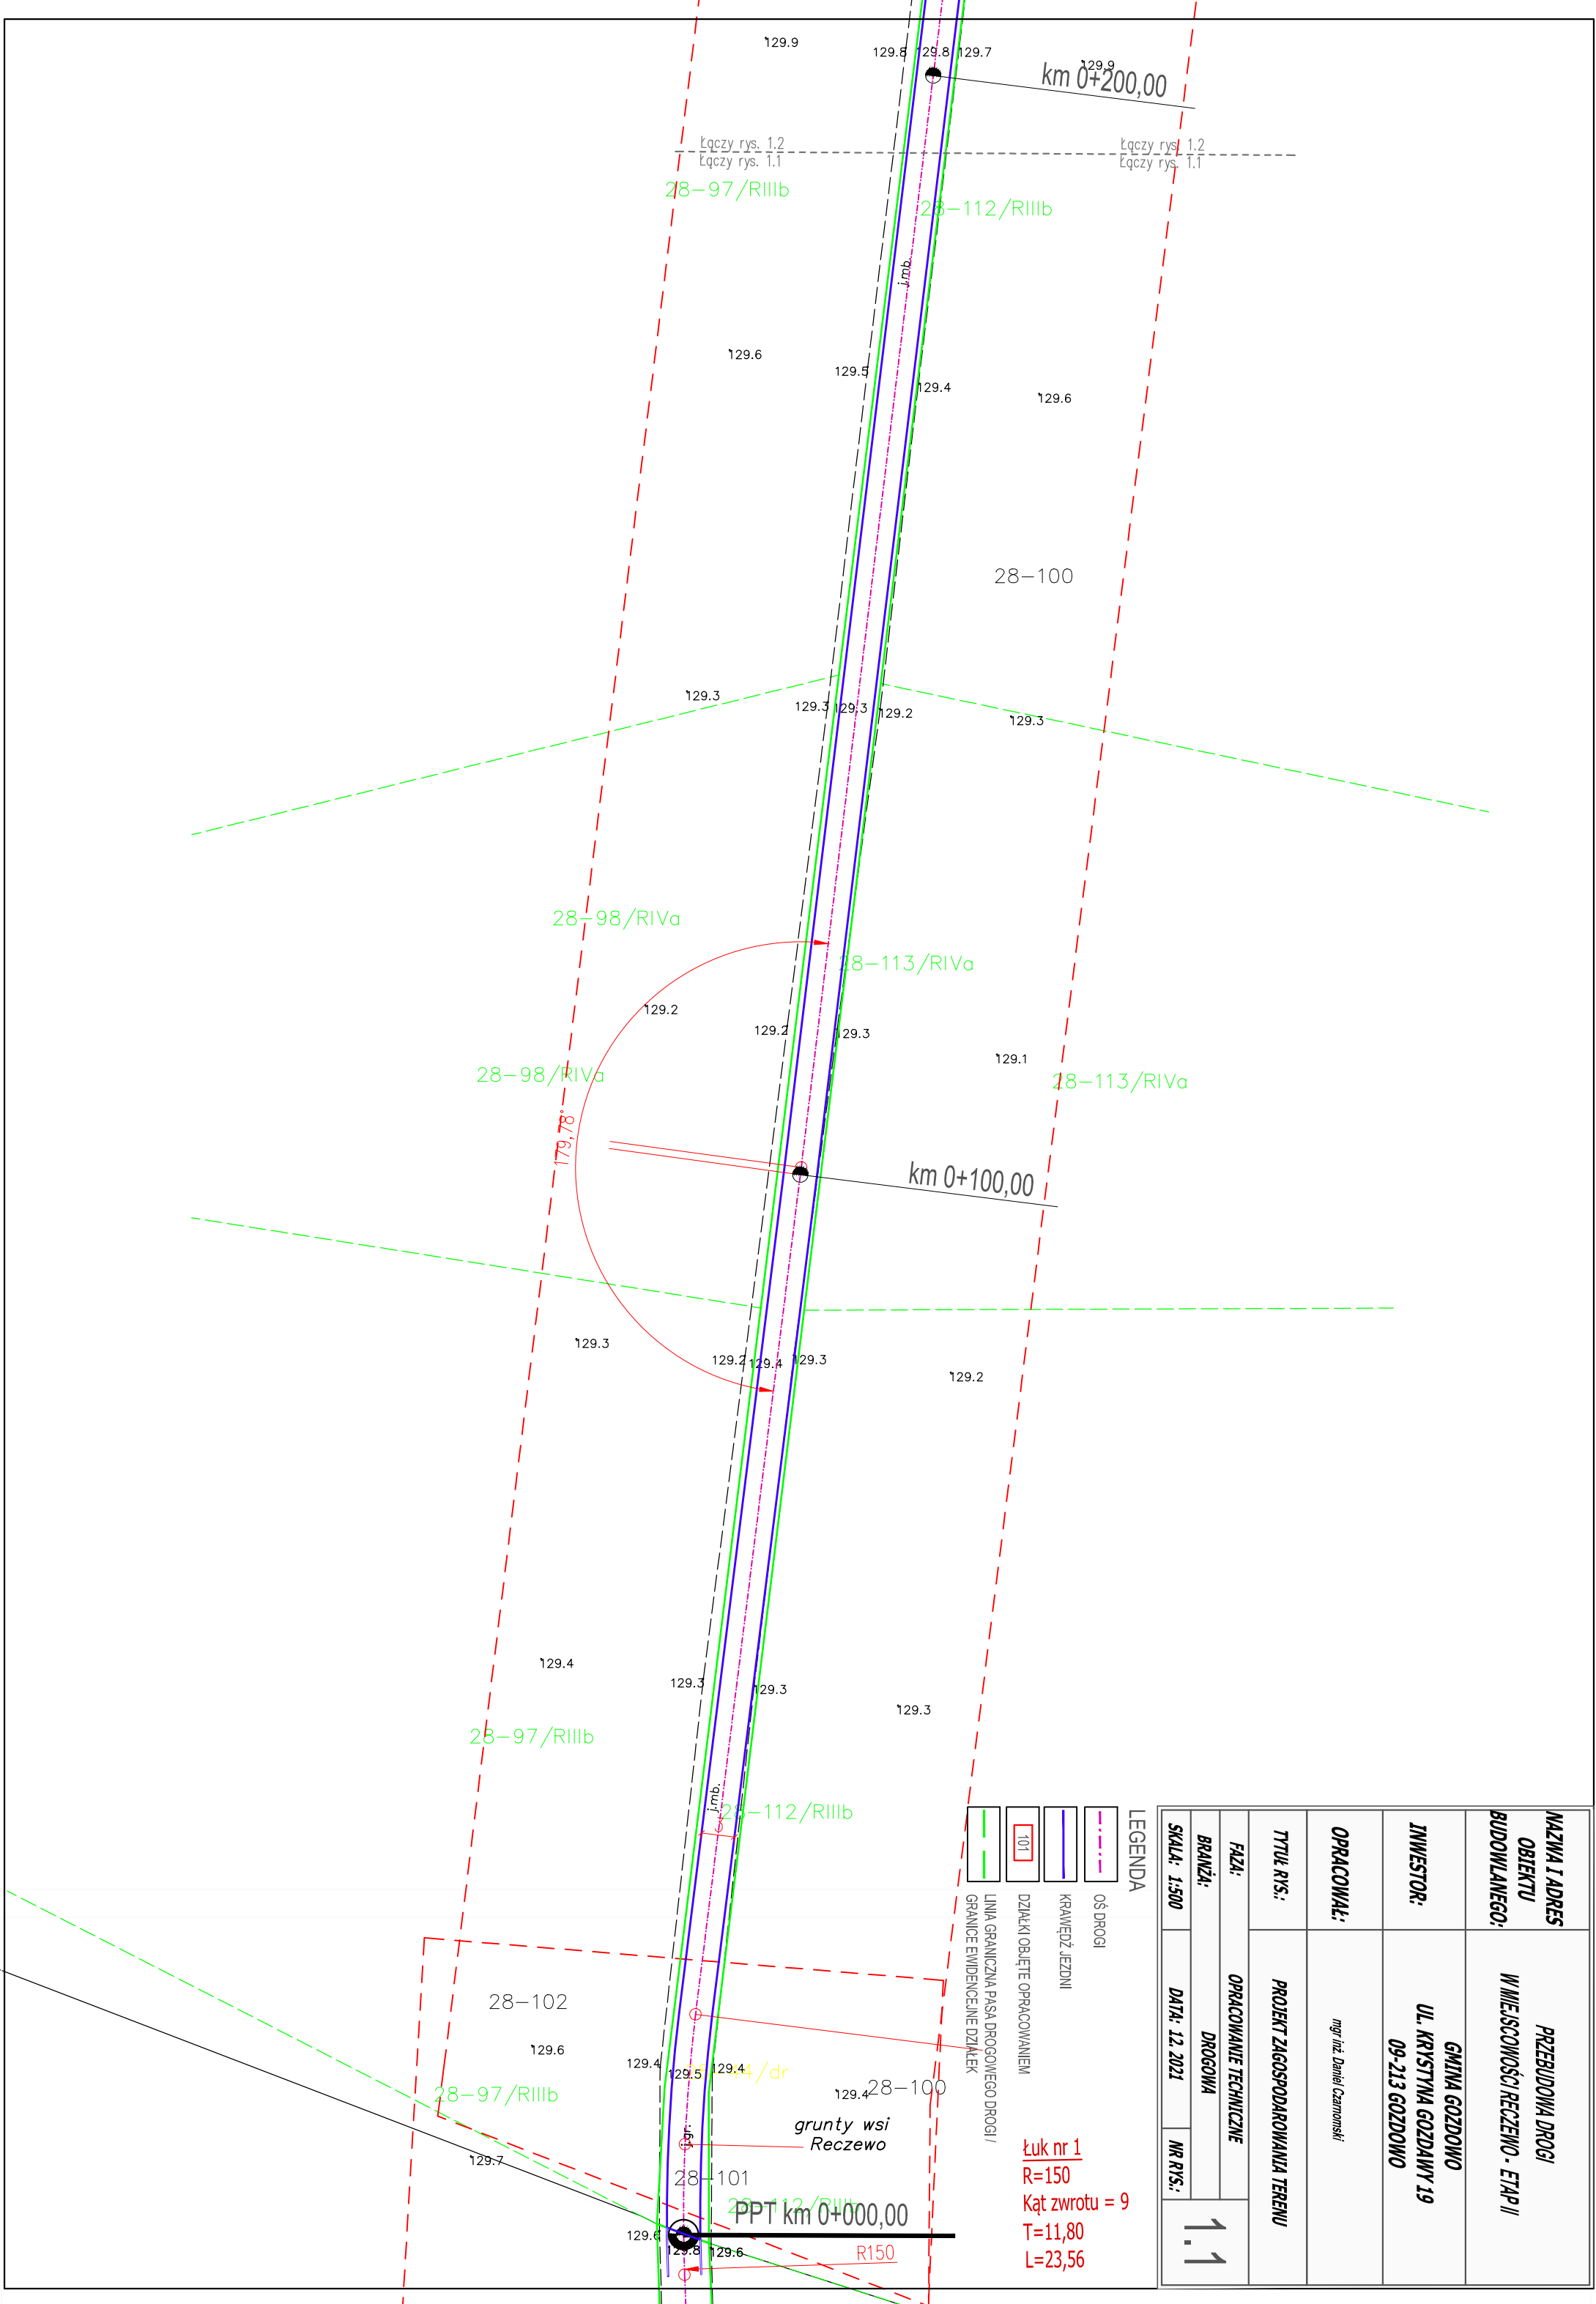 129.9
129.8
129.8
129.7
129.9
km 0+200,00
Łączy rys. 1.2
Łączy rys. 1.1
Łączy rys. 1.2
Łączy rys. 1.1
28-97/RIIIb
28-112/RIIIb
j.mb.
129.6
129.5
129.4
129.6
28-100
129.3
129.3
129.3
129.2
129.3
28-98/RIVa
28-113/RIVa
129.2
129.2
129.3
129.1
28-98/RIVa
28-113/RIVa
179,78°
km 0+100,00
129.3
129.2
129.4
129.3
129.2
129.4
129.3
129.3
129.3
28-97/RIIIb
j.mb.
28-112/RIIIb
28-102
129.6
129.4
129.5
129.4
129.4
28-100
28-97/RIIIb
grunty wsi
Reczewo
j.gr.
129.7
28-101
28-112/RIIIb
PPT km 0+000,00
129.6
129.8
129.6
R150
Łuk nr 1
R=150
Kąt zwrotu = 9
T=11,80
L=23,56
LEGENDA
OŚ DROGI
KRAWĘDŹ JEZDNI
101
DZIAŁKI OBJĘTE OPRACOWANIEM
LINIA GRANICZNA PASA DROGOWEGO DROGI /
GRANICE EWIDENCEJNE DZIAŁEK
NAZWA I ADRES
OBIEKTU
BUDOWLANEGO:
PRZEBUDOWA DROGI
W MIEJSCOWOŚCI RECZEWO - ETAP II
INWESTOR:
GMINA GOZDOWO
UL. KRYSTYNA GOZDAWY 19
09-213 GOZDOWO
OPRACOWAŁ:
mgr inż. Daniel Czarnomski
TYTUŁ RYS.:
PROJEKT ZAGOSPODAROWANIA TERENU
FAZA:
OPRACOWANIE TECHNICZNE
BRANŻA:
DROGOWA
SKALA: 1:500
DATA: 12. 2021
NR RYS.:
1.1